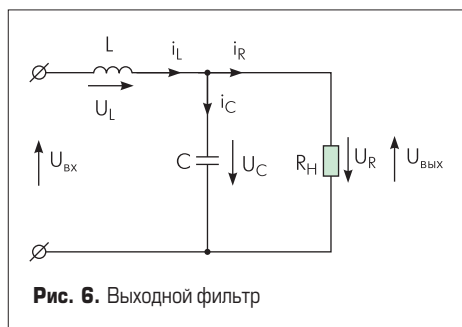 L
i_L
i_R
U_L
i_C
U_вх
C
U_C
R_H
U_R
U_вых
Рис. 6. Выходной фильтр